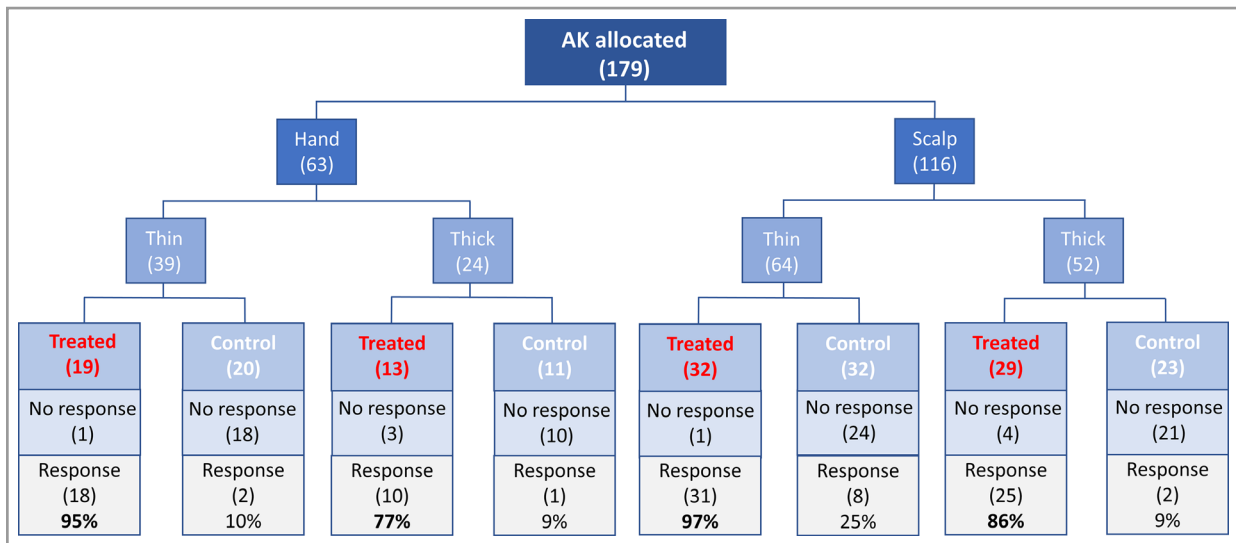 AK allocated
(179)
Hand
(63)
Scalp
(116)
Thin
(39)
Thick
(24)
Thin
(64)
Thick
(52)
Treated
(19)
Control
(20)
Treated
(13)
Control
(11)
Treated
(32)
Control
(32)
Treated
(29)
Control
(23)
No response
(1)
No response
(18)
No response
(3)
No response
(10)
No response
(1)
No response
(24)
No response
(4)
No response
(21)
Response
(18)
95%
Response
(2)
10%
Response
(10)
77%
Response
(1)
9%
Response
(31)
97%
Response
(8)
25%
Response
(25)
86%
Response
(2)
9%